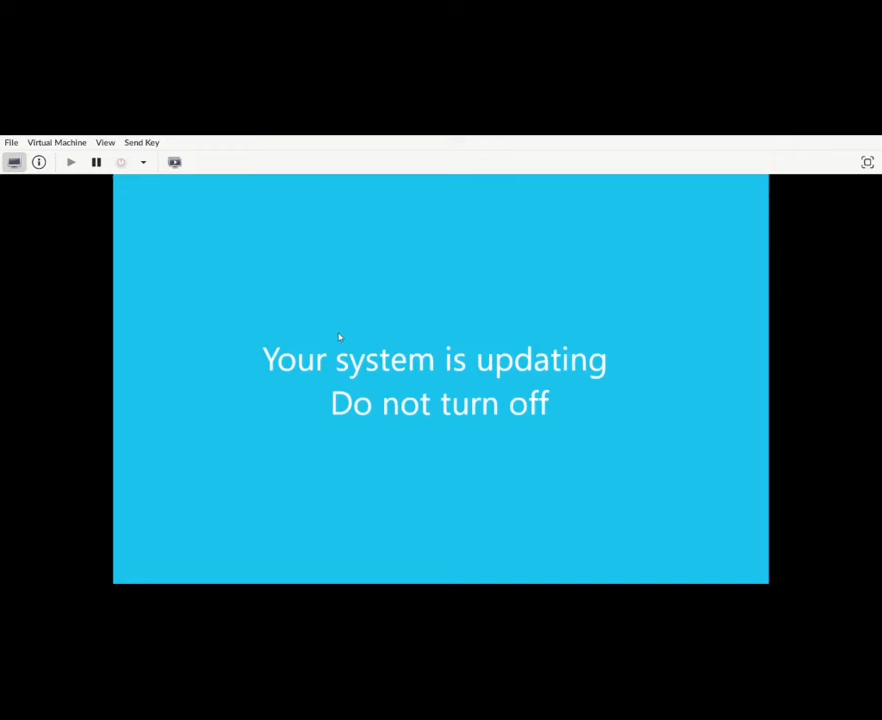 File Virtual Machine View Send Key
Your system is updating
Do not turn off